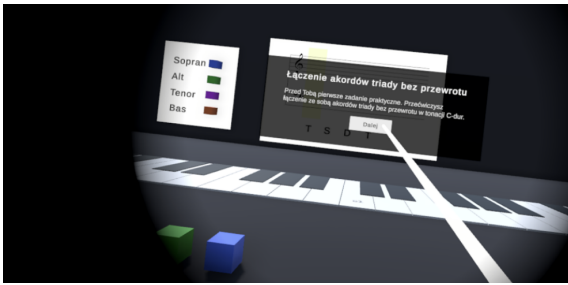 Sopran
Alt
Tenor
Bas
Łączenie akordów triady bez przewrotu
Przed Tobą pierwsze zadanie praktyczne. Przećwiczysz
łączenie ze sobą akordów triady bez przewrotu w tonacji C-dur.
Dalej
T S D T